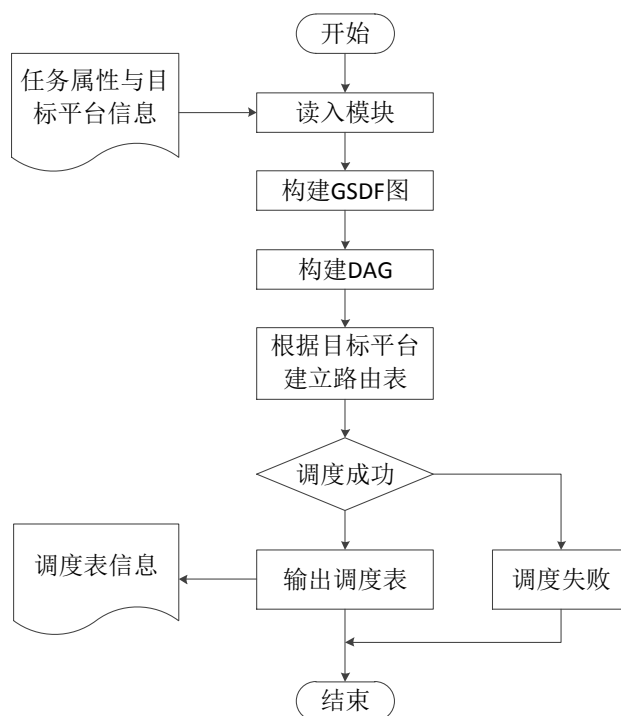 开始
任务属性与目
标平台信息
读入模块
构建GSDF图
构建DAG
根据目标平台
建立路由表
调度成功
调度表信息
输出调度表
调度失败
结束